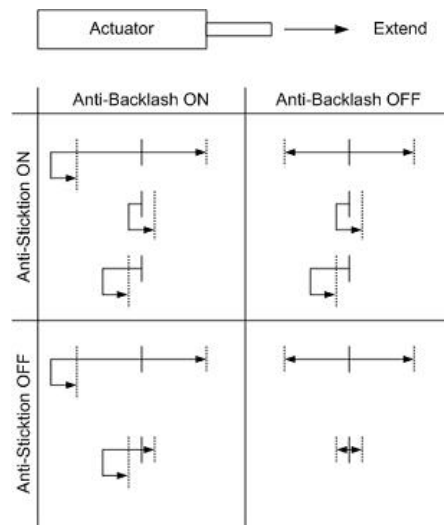 Actuator
Extend
Anti-Backlash ON
Anti-Backlash OFF
Anti-Sticktion ON
Anti-Sticktion OFF